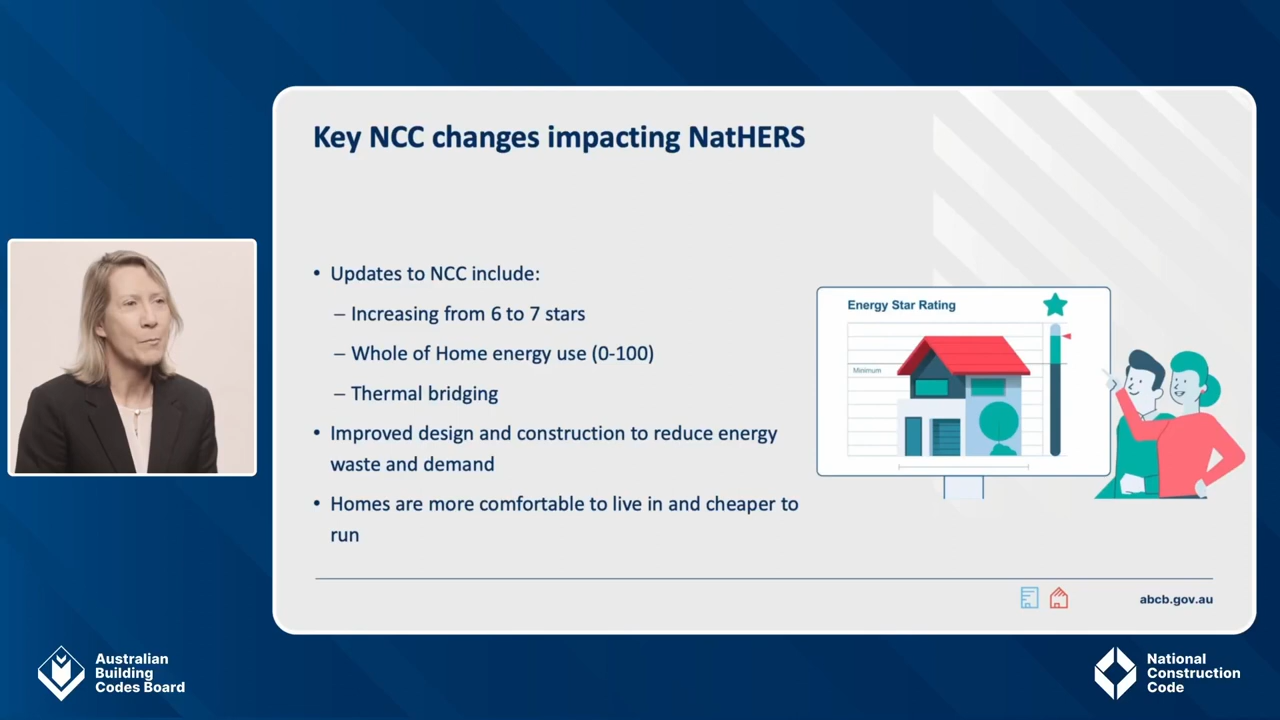 Key NCC changes impacting NatHERS
• Updates to NCC include:
– Increasing from 6 to 7 stars
– Whole of Home energy use (0-100)
– Thermal bridging
• Improved design and construction to reduce energy
waste and demand
• Homes are more comfortable to live in and cheaper to
run
Energy Star Rating
Minimum
abcb.gov.au
Australian
Building
Codes Board
National
Construction
Code